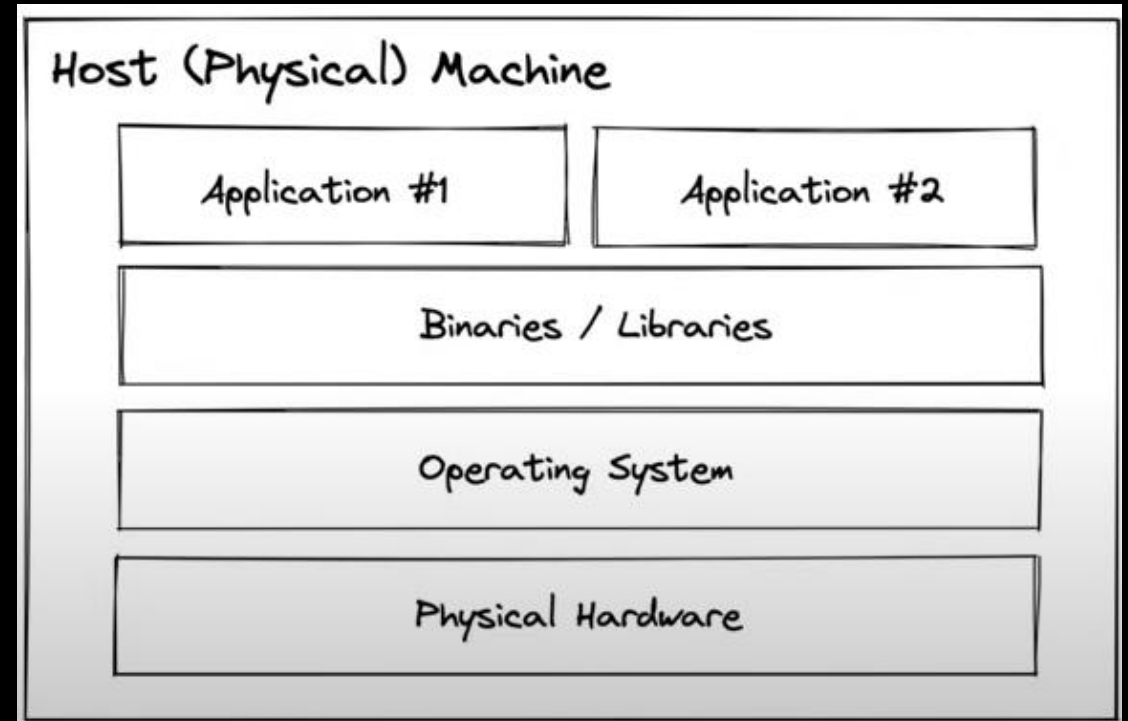 Host (Physical) Machine
Application #1
Application #2
Binaries / Libraries
Operating System
Physical Hardware